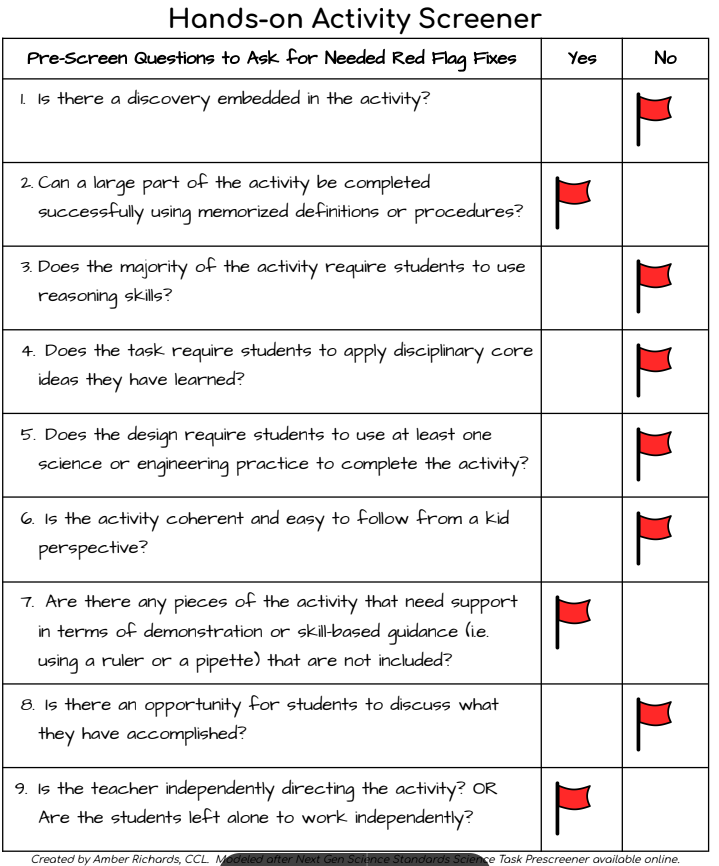 Hands-on Activity Screener
Pre-Screen Questions to Ask for Needed Red Flag Fixes Yes No
1. Is there a discovery embedded in the activity?
2. Can a large part of the activity be completed
successfully using memorized definitions or procedures?
3. Does the majority of the activity require students to use
reasoning skills?
4. Does the task require students to apply disciplinary core
ideas they have learned?
5. Does the design require students to use at least one
science or engineering practice to complete the activity?
6. Is the activity coherent and easy to follow from a kid
perspective?
7. Are there any pieces of the activity that need support
in terms of demonstration or skill-based guidance (i.e.
using a ruler or a pipette) that are not included?
8. Is there an opportunity for students to discuss what
they have accomplished?
9. Is the teacher independently directing the activity? OR
Are the students left alone to work independently?
Created by Amber Richards, CCL. Modeled after Next Gen Science Standards Science Task Prescreener available online.